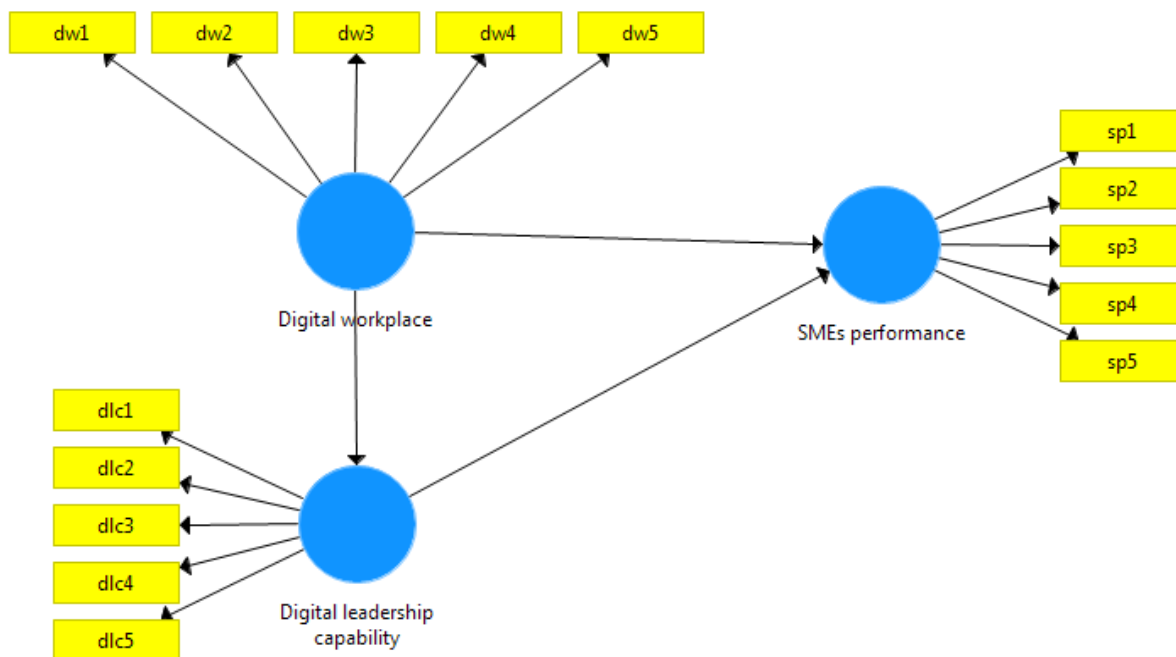 dw1
dw2
dw3
dw4
dw5
sp1
sp2
sp3
sp4
sp5
Digital workplace
SMEs performance
dlc1
dlc2
dlc3
dlc4
dlc5
Digital leadership
capability